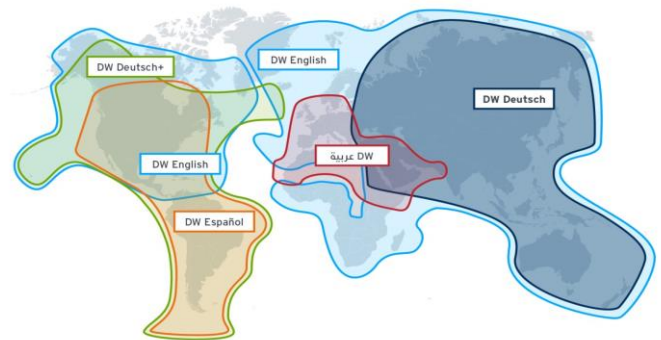 DW English
DW Deutsch+
DW Deutsch
DW عربية
DW English
DW Español